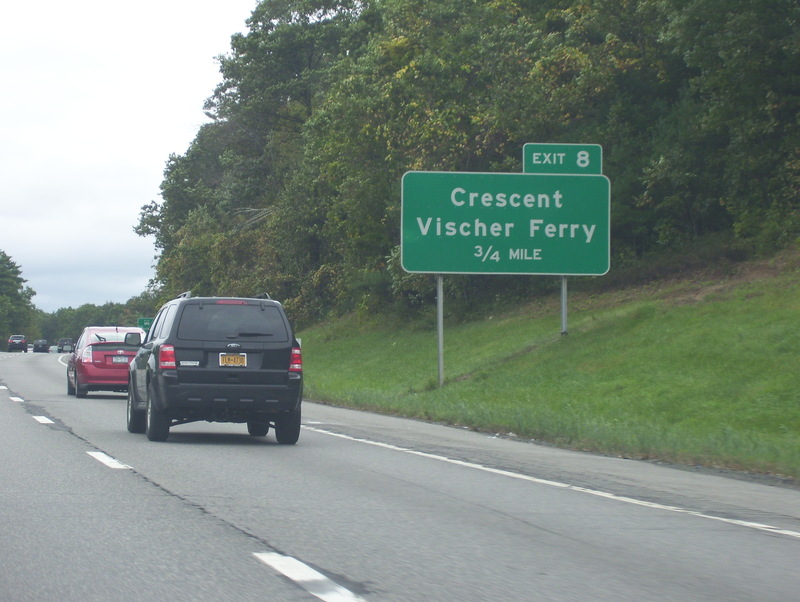 EXIT 8
Crescent
Vischer Ferry
3/4 MILE